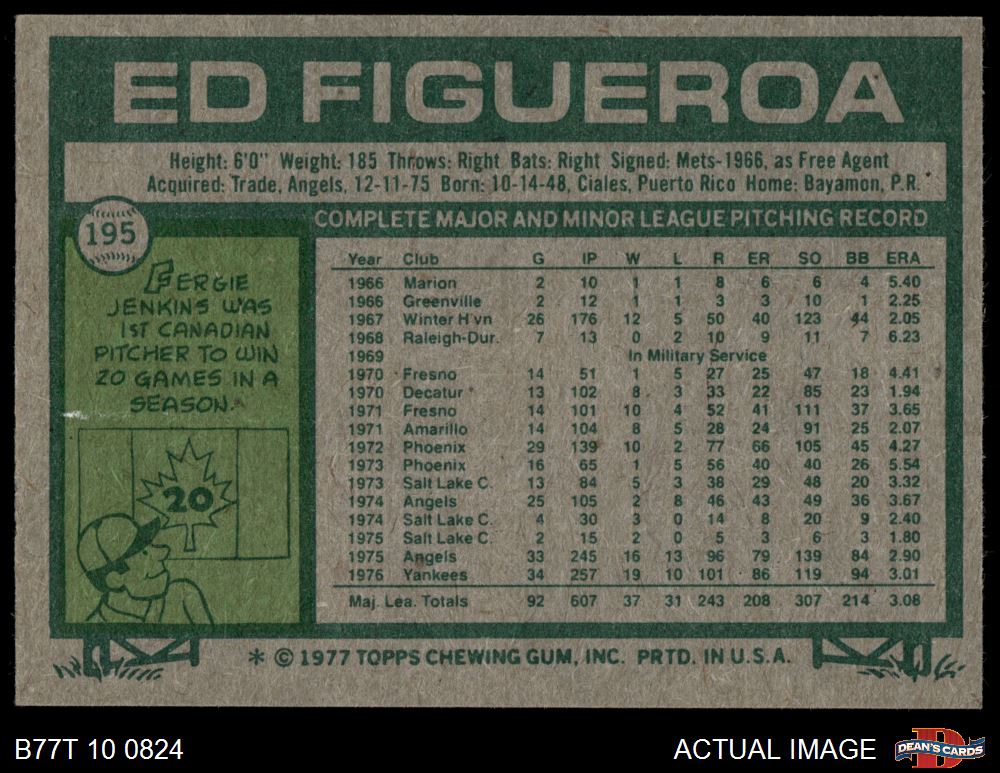 ED FIGUEROA
Height: 6'0" Weight: 185 Throws: Right Bats: Right Signed: Mets-1966, as Free Agent
Acquired: Trade, Angels, 12-11-75 Born: 10-14-48, Ciales, Puerto Rico Home: Bayamon, P.R.
195
FERGIE
JENKINS WAS
1ST CANADIAN
PITCHER TO WIN
20 GAMES IN A
SEASON.
20
COMPLETE MAJOR AND MINOR LEAGUE PITCHING RECORD
Year Club G IP W L R ER SO BB ERA
1966 Marion 2 10 1 1 8 6 6 4 5.40
1966 Greenville 2 12 1 1 3 3 10 1 2.25
1967 Winter H'vn 26 176 12 5 50 40 123 44 2.05
1968 Raleigh-Dur. 7 13 0 2 10 9 11 7 6.23
1969 In Military Service
1970 Fresno 14 51 1 5 27 25 47 18 4.41
1970 Decatur 13 102 8 3 33 22 85 23 1.94
1971 Fresno 14 101 10 4 52 41 111 37 3.65
1971 Amarillo 14 104 8 5 28 24 91 25 2.07
1972 Phoenix 29 139 10 2 77 66 105 45 4.27
1973 Phoenix 16 65 1 5 56 40 40 26 5.54
1973 Salt Lake C. 13 84 5 3 38 29 48 20 3.32
1974 Angels 25 105 2 8 46 43 49 36 3.67
1974 Salt Lake C. 4 30 3 0 14 8 20 9 2.40
1975 Salt Lake C. 2 15 2 0 5 3 6 3 1.80
1975 Angels 33 245 16 13 96 79 139 84 2.90
1976 Yankees 34 257 19 10 101 86 119 94 3.01
Maj. Lea. Totals 92 607 37 31 243 208 307 214 3.08
* © 1977 TOPPS CHEWING GUM, INC. PRTD. IN U.S.A.
B77T 10 0824
ACTUAL IMAGE
D
DEAN'S CARDS